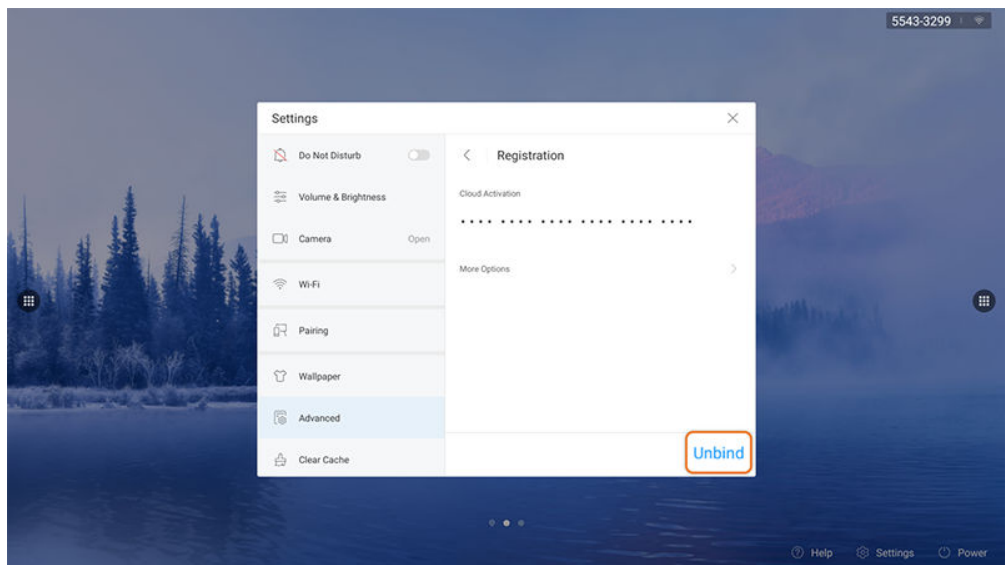 5543-3299
Settings
Do Not Disturb
Volume & Brightness
Camera Open
Wi-Fi
Pairing
Wallpaper
Advanced
Clear Cache
Registration
Cloud Activation
•••• •••• •••• •••• •••• ••••
More Options
Unbind
Help Settings Power